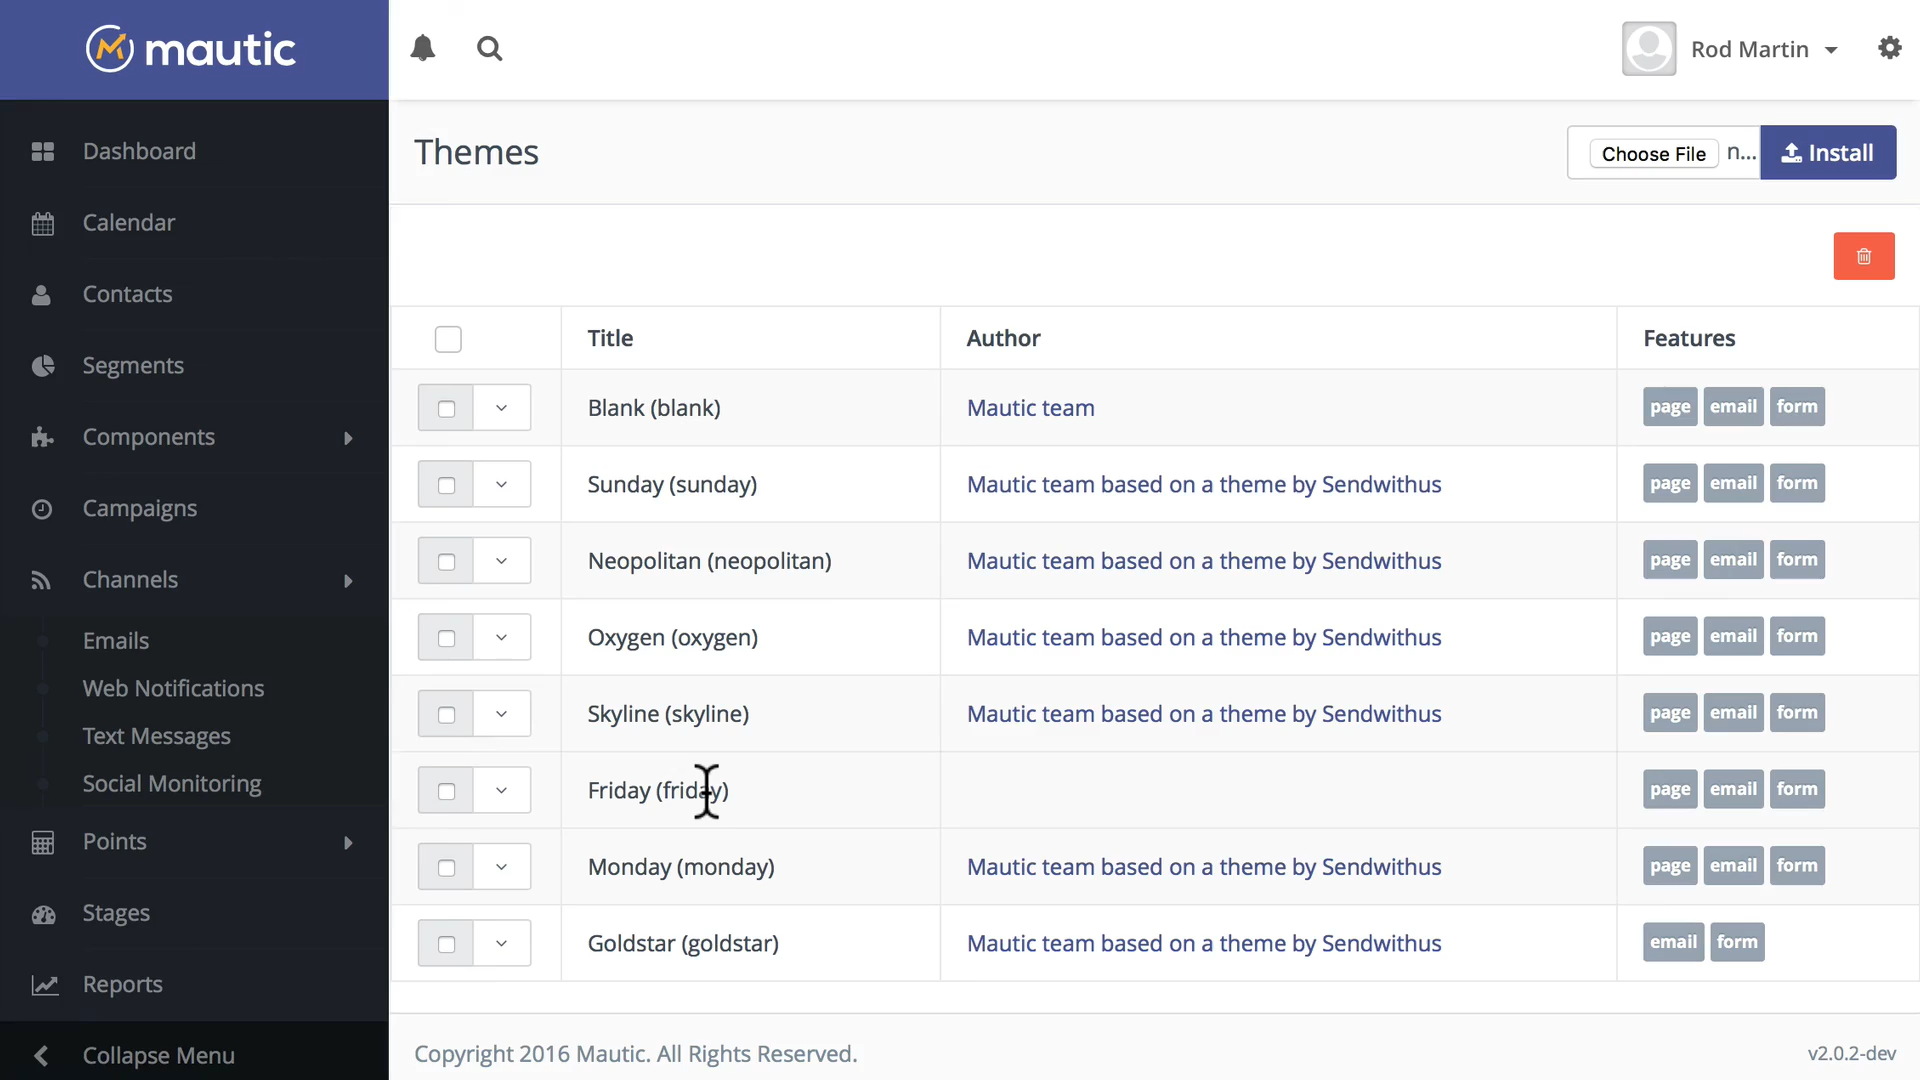 mautic
Rod Martin
Dashboard
Calendar
Contacts
Segments
Components
Campaigns
Channels
Emails
Web Notifications
Text Messages
Social Monitoring
Points
Stages
Reports
Collapse Menu
Themes
Choose File n... Install
Title Author Features
Blank (blank) Mautic team page email form
Sunday (sunday) Mautic team based on a theme by Sendwithus page email form
Neopolitan (neopolitan) Mautic team based on a theme by Sendwithus page email form
Oxygen (oxygen) Mautic team based on a theme by Sendwithus page email form
Skyline (skyline) Mautic team based on a theme by Sendwithus page email form
Friday (friday) page email form
Monday (monday) Mautic team based on a theme by Sendwithus page email form
Goldstar (goldstar) Mautic team based on a theme by Sendwithus email form
Copyright 2016 Mautic. All Rights Reserved. v2.0.2-dev